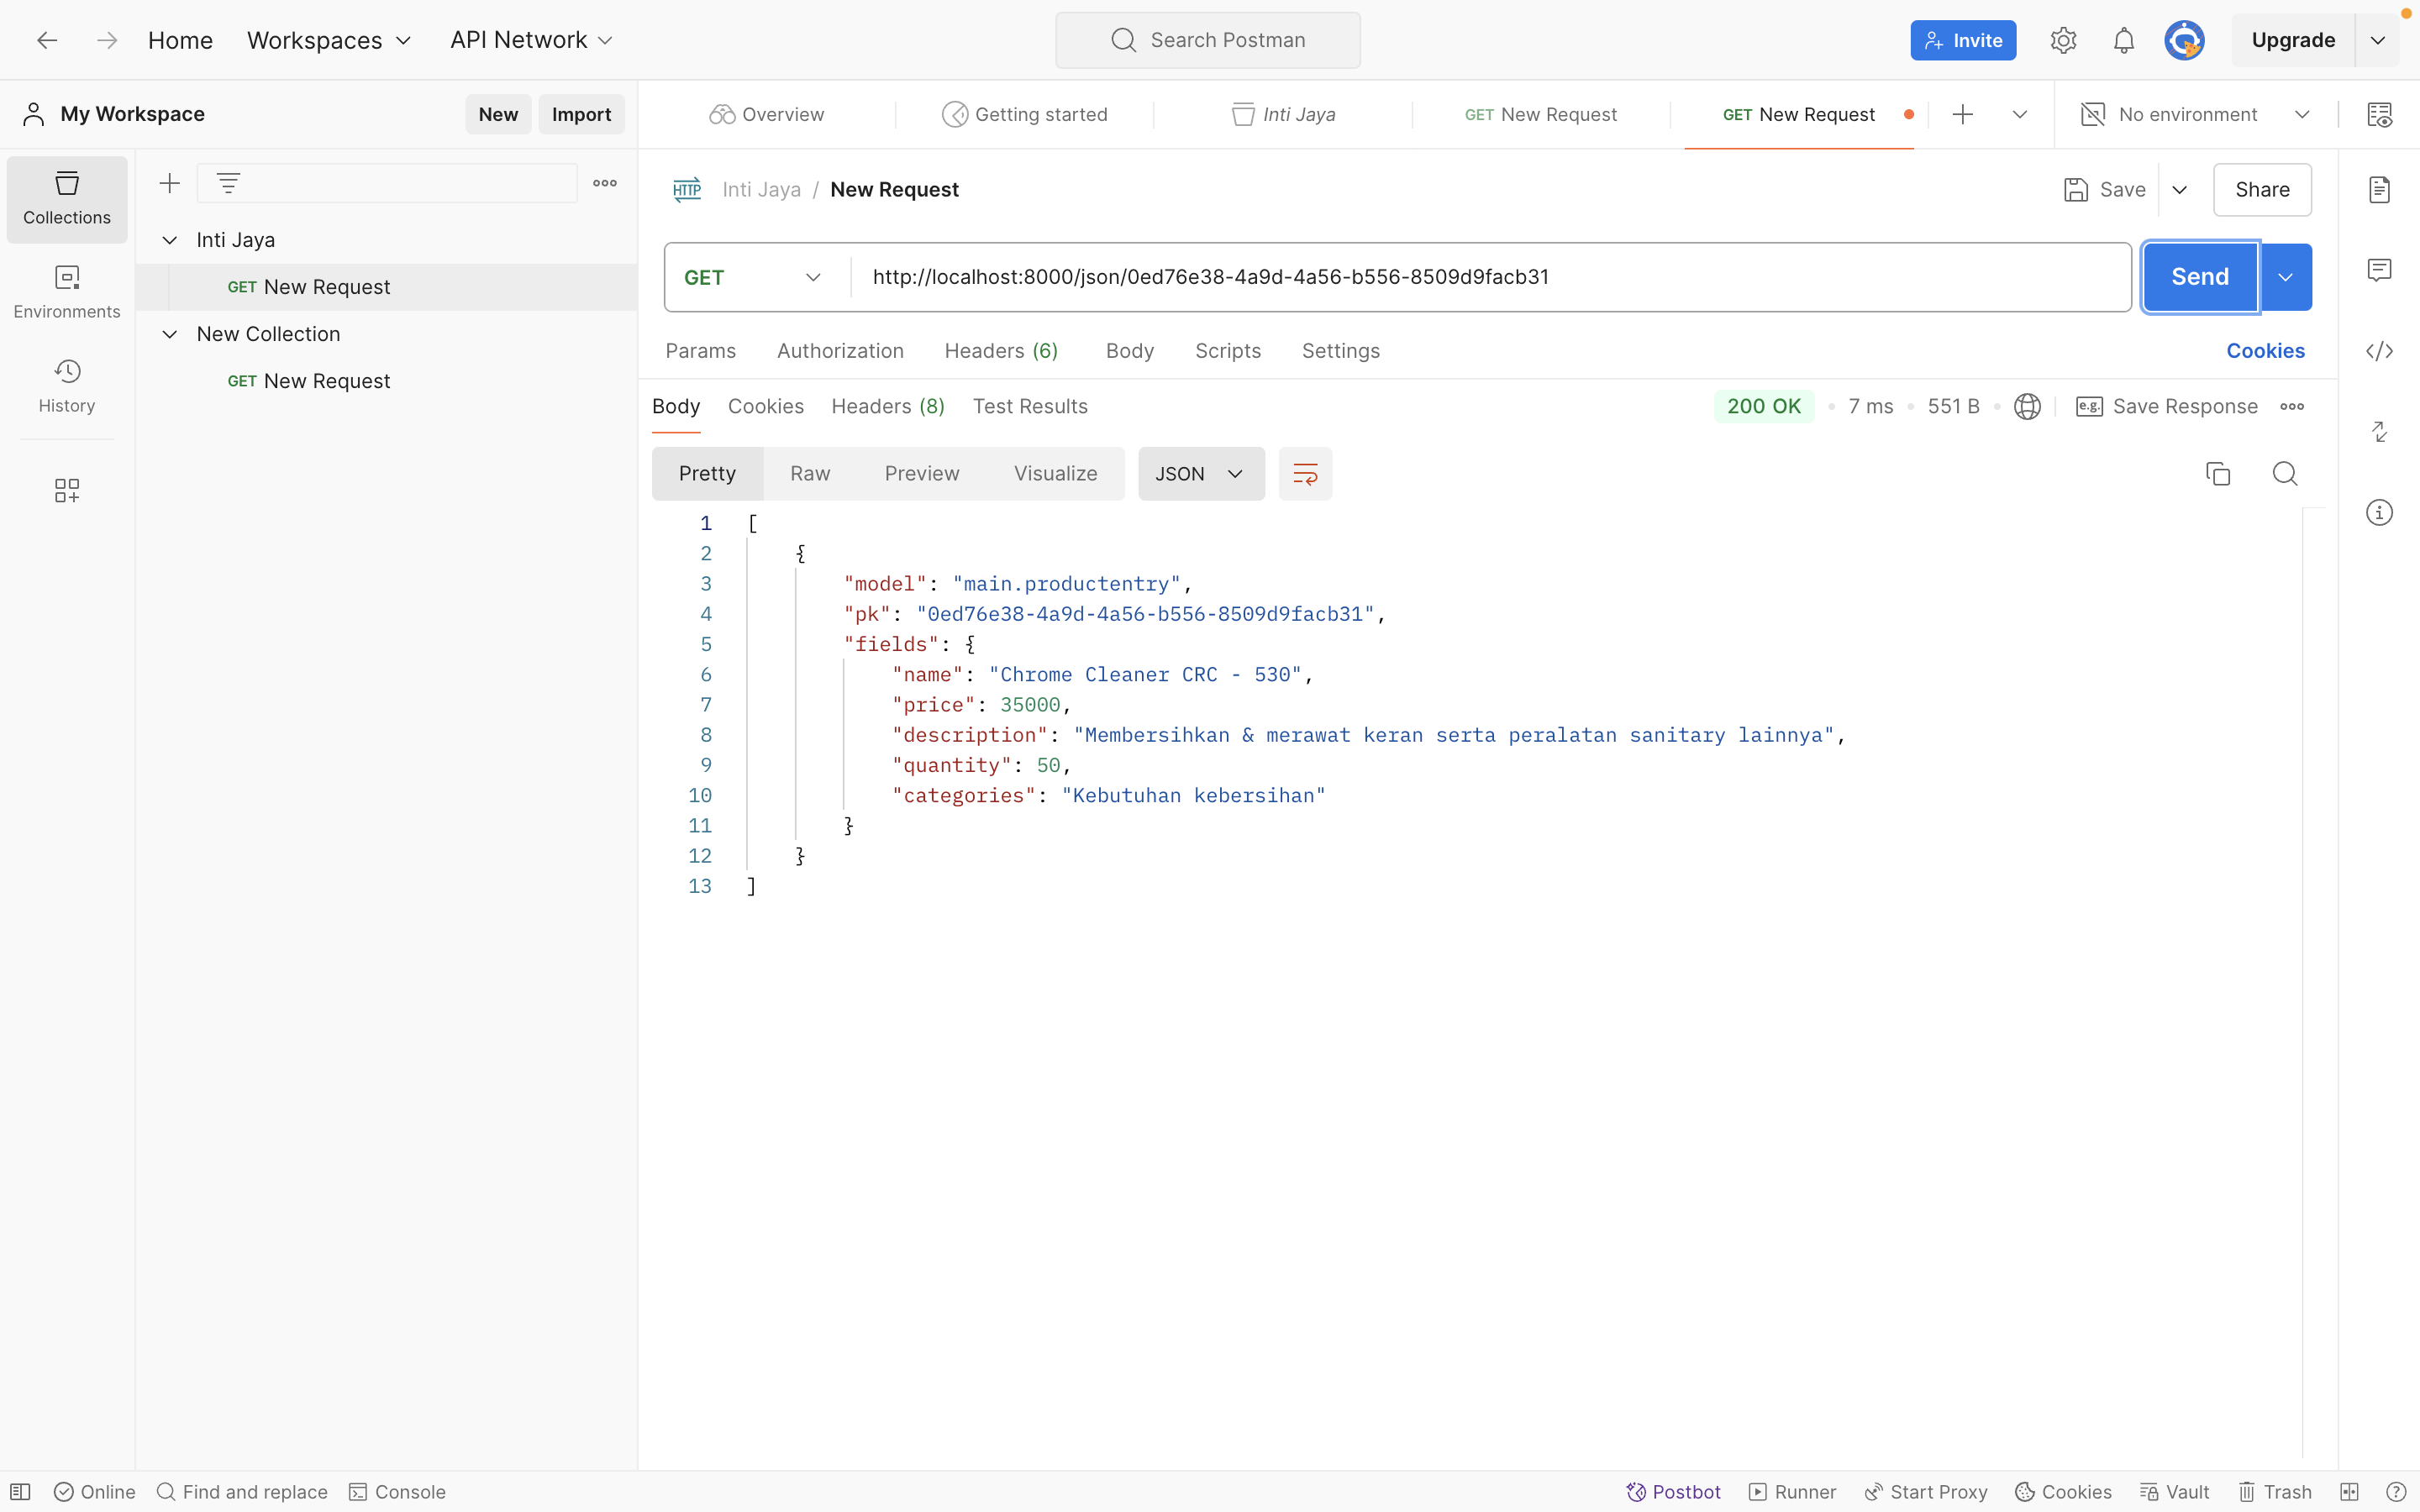 Home Workspaces API Network Search Postman Invite Upgrade
My Workspace New Import Overview Getting started Inti Jaya GET New Request GET New Request No environment
Collections
Environments
History
Inti Jaya
GET New Request
New Collection
GET New Request
HTTP Inti Jaya / New Request Save Share
GET http://localhost:8000/json/0ed76e38-4a9d-4a56-b556-8509d9facb31 Send
Params Authorization Headers (6) Body Scripts Settings Cookies
Body Cookies Headers (8) Test Results 200 OK 7 ms 551 B e.g. Save Response
Pretty Raw Preview Visualize JSON
1 [
2 {
3 "model": "main.productentry",
4 "pk": "0ed76e38-4a9d-4a56-b556-8509d9facb31",
5 "fields": {
6 "name": "Chrome Cleaner CRC - 530",
7 "price": 35000,
8 "description": "Membersihkan & merawat keran serta peralatan sanitary lainnya",
9 "quantity": 50,
10 "categories": "Kebutuhan kebersihan"
11 }
12 }
13 ]
Online Find and replace Console Postbot Runner Start Proxy Cookies Vault Trash